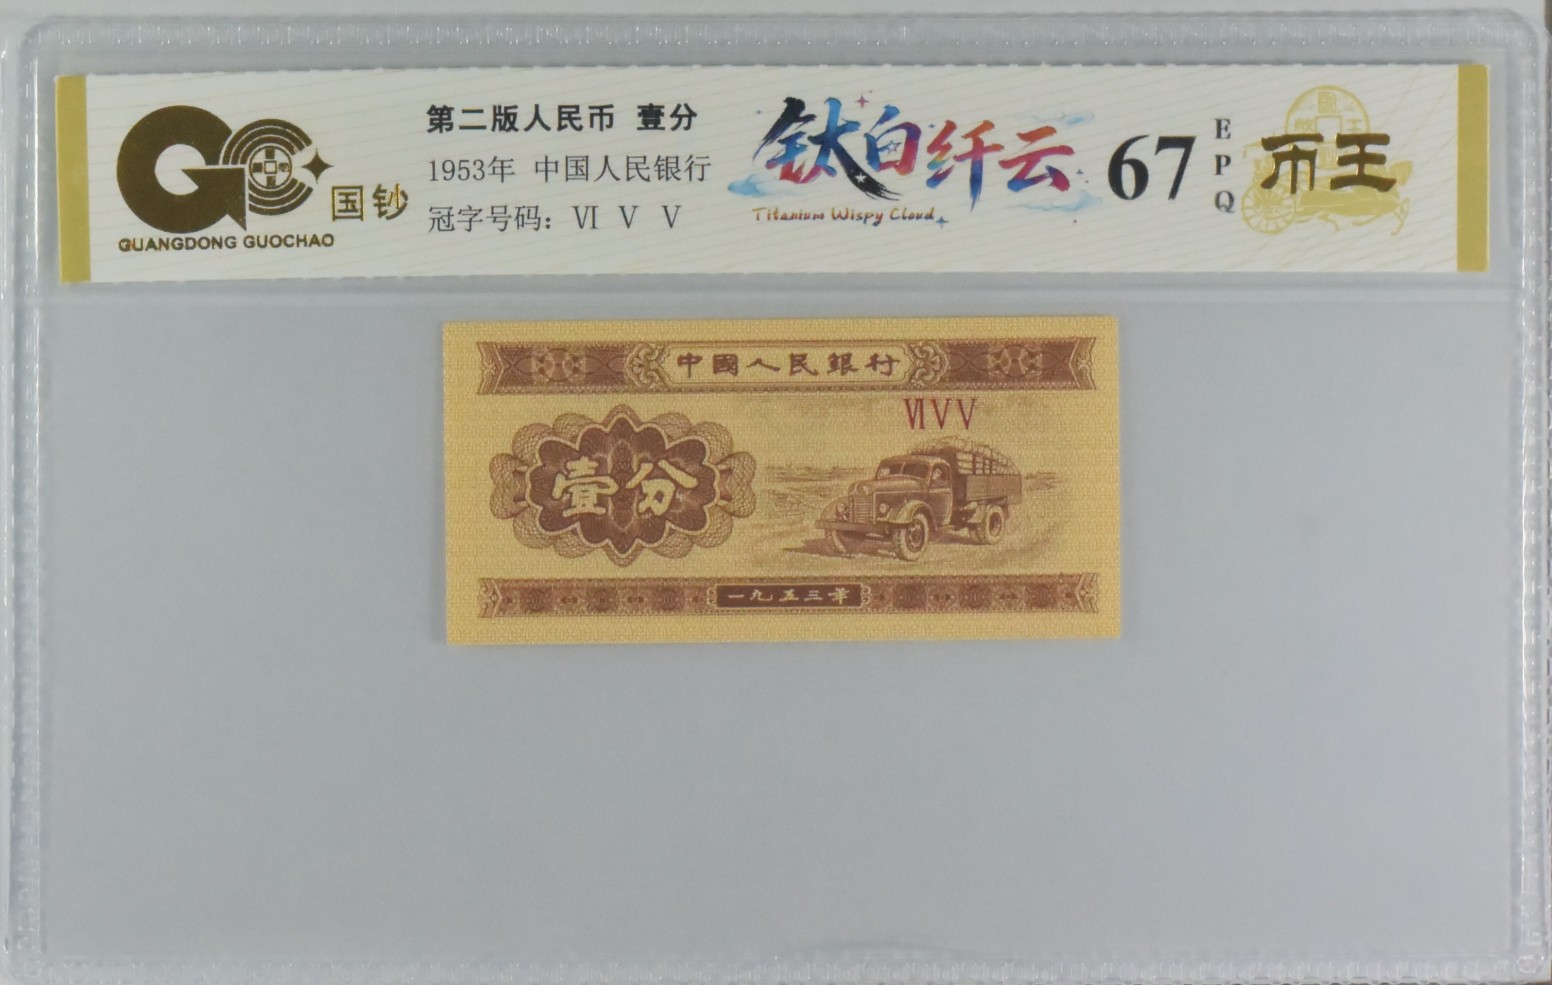 国钞
GUANGDONG GUOCHAO
第二版人民币 壹分
1953年 中国人民银行
冠字号码：Ⅵ Ⅴ Ⅴ
钛白纤云
Titanium Wispy Cloud
67
EPQ
币王
中國人民銀行
ⅥⅤⅤ
壹分
一九五三年